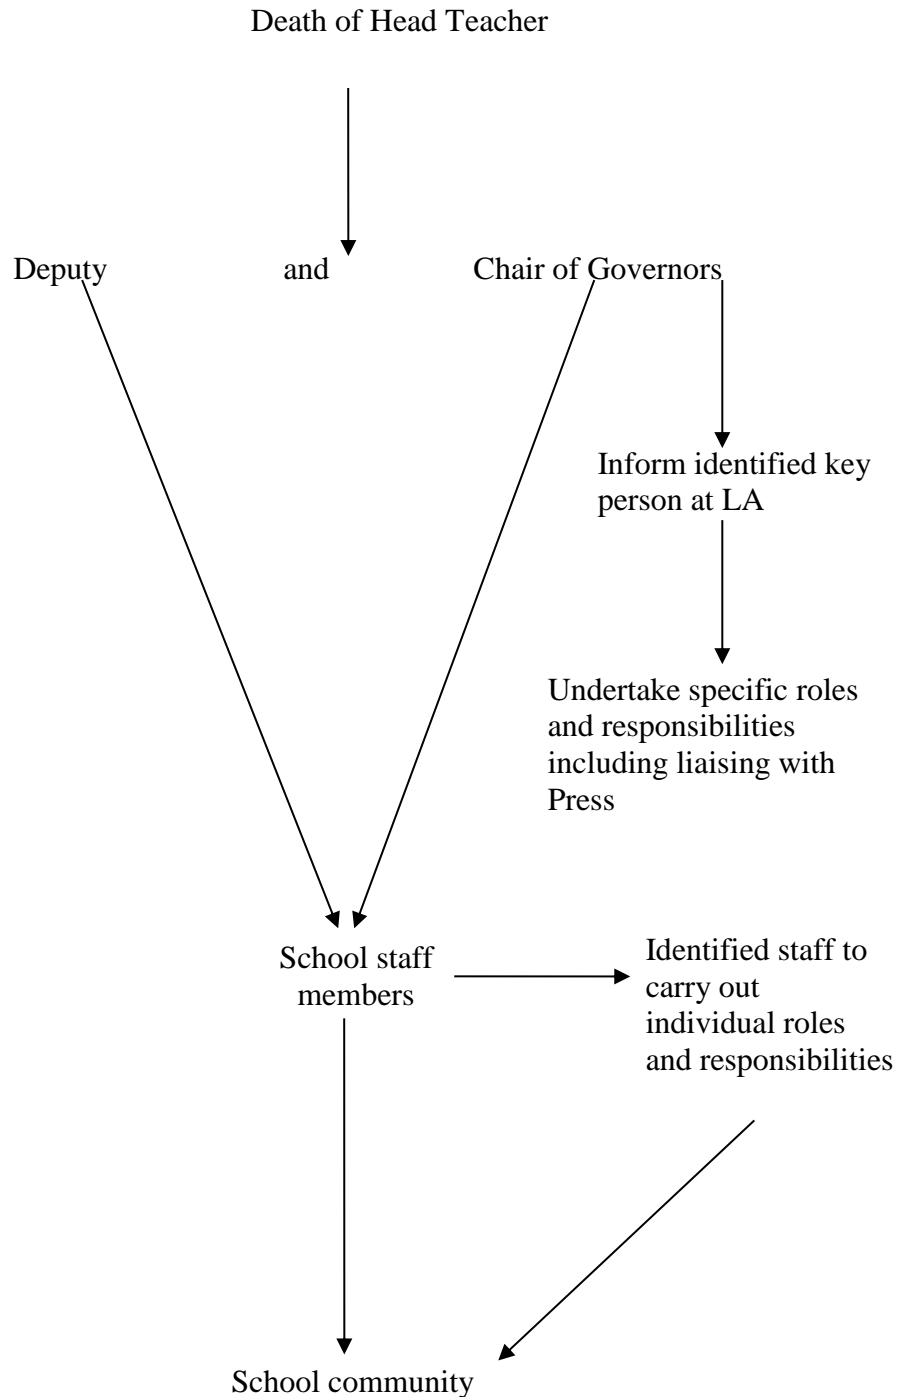 Death of Head Teacher
Deputy and Chair of Governors
Inform identified key
person at LA
Undertake specific roles
and responsibilities
including liaising with
Press
School staff
members
Identified staff to
carry out
individual roles
and responsibilities
School community